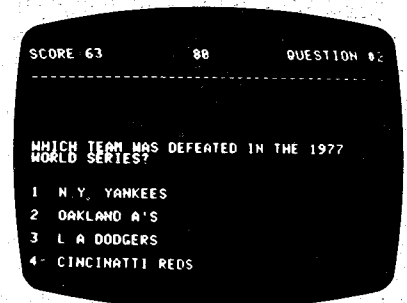 SCORE 63 80 QUESTION #2
WHICH TEAM WAS DEFEATED IN THE 1977
WORLD SERIES?
1 N.Y. YANKEES
2 OAKLAND A'S
3 L A DODGERS
4 CINCINATTI REDS